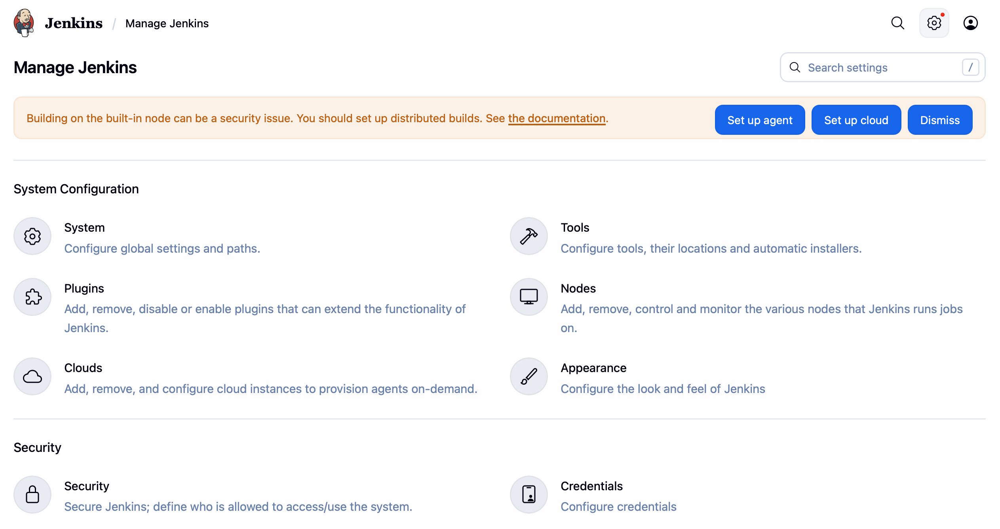 Jenkins / Manage Jenkins
Manage Jenkins
Search settings /
Building on the built-in node can be a security issue. You should set up distributed builds. See the documentation.
Set up agent
Set up cloud
Dismiss
System Configuration
System
Configure global settings and paths.
Tools
Configure tools, their locations and automatic installers.
Plugins
Add, remove, disable or enable plugins that can extend the functionality of
Jenkins.
Nodes
Add, remove, control and monitor the various nodes that Jenkins runs jobs
on.
Clouds
Add, remove, and configure cloud instances to provision agents on-demand.
Appearance
Configure the look and feel of Jenkins
Security
Security
Secure Jenkins; define who is allowed to access/use the system.
Credentials
Configure credentials